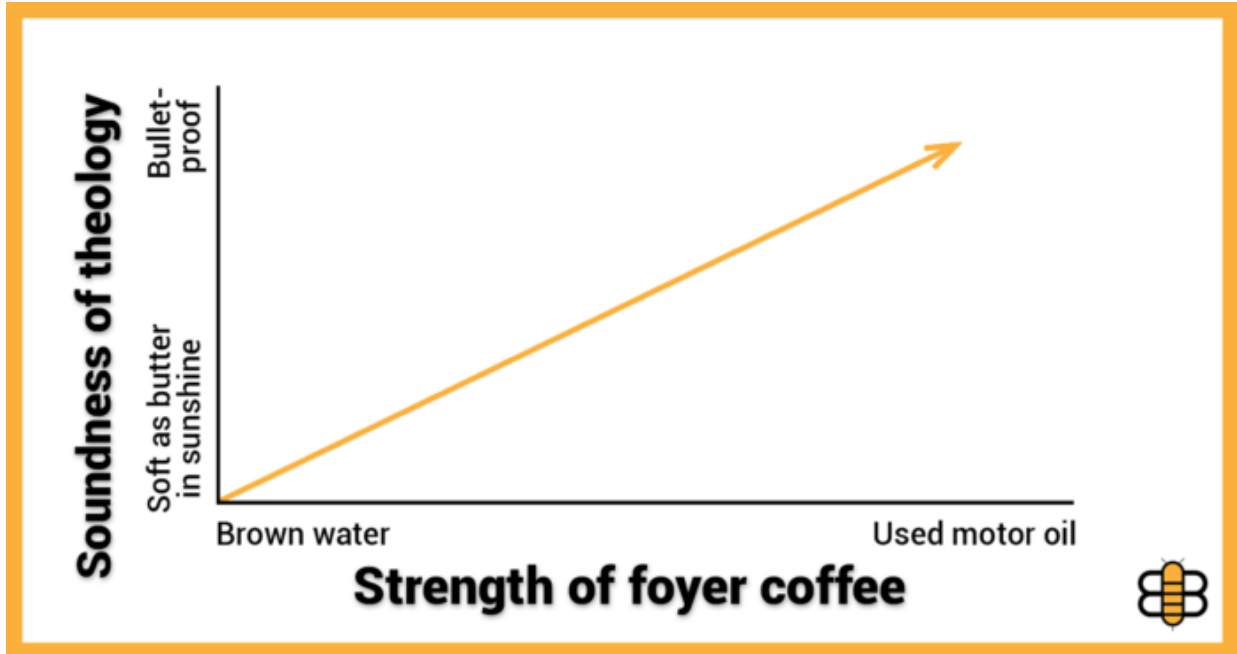 Soundness of theology
Bullet-
proof
Soft as butter
in sunshine
Brown water
Used motor oil
Strength of foyer coffee